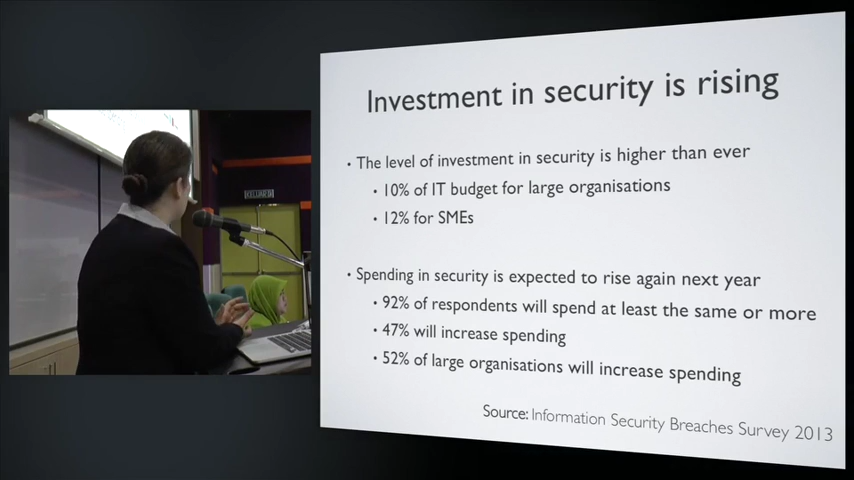 Investment in security is rising
• The level of investment in security is higher than ever
• 10% of IT budget for large organisations
• 12% for SMEs
• Spending in security is expected to rise again next year
• 92% of respondents will spend at least the same or more
• 47% will increase spending
• 52% of large organisations will increase spending
Source: Information Security Breaches Survey 2013
KELUAR